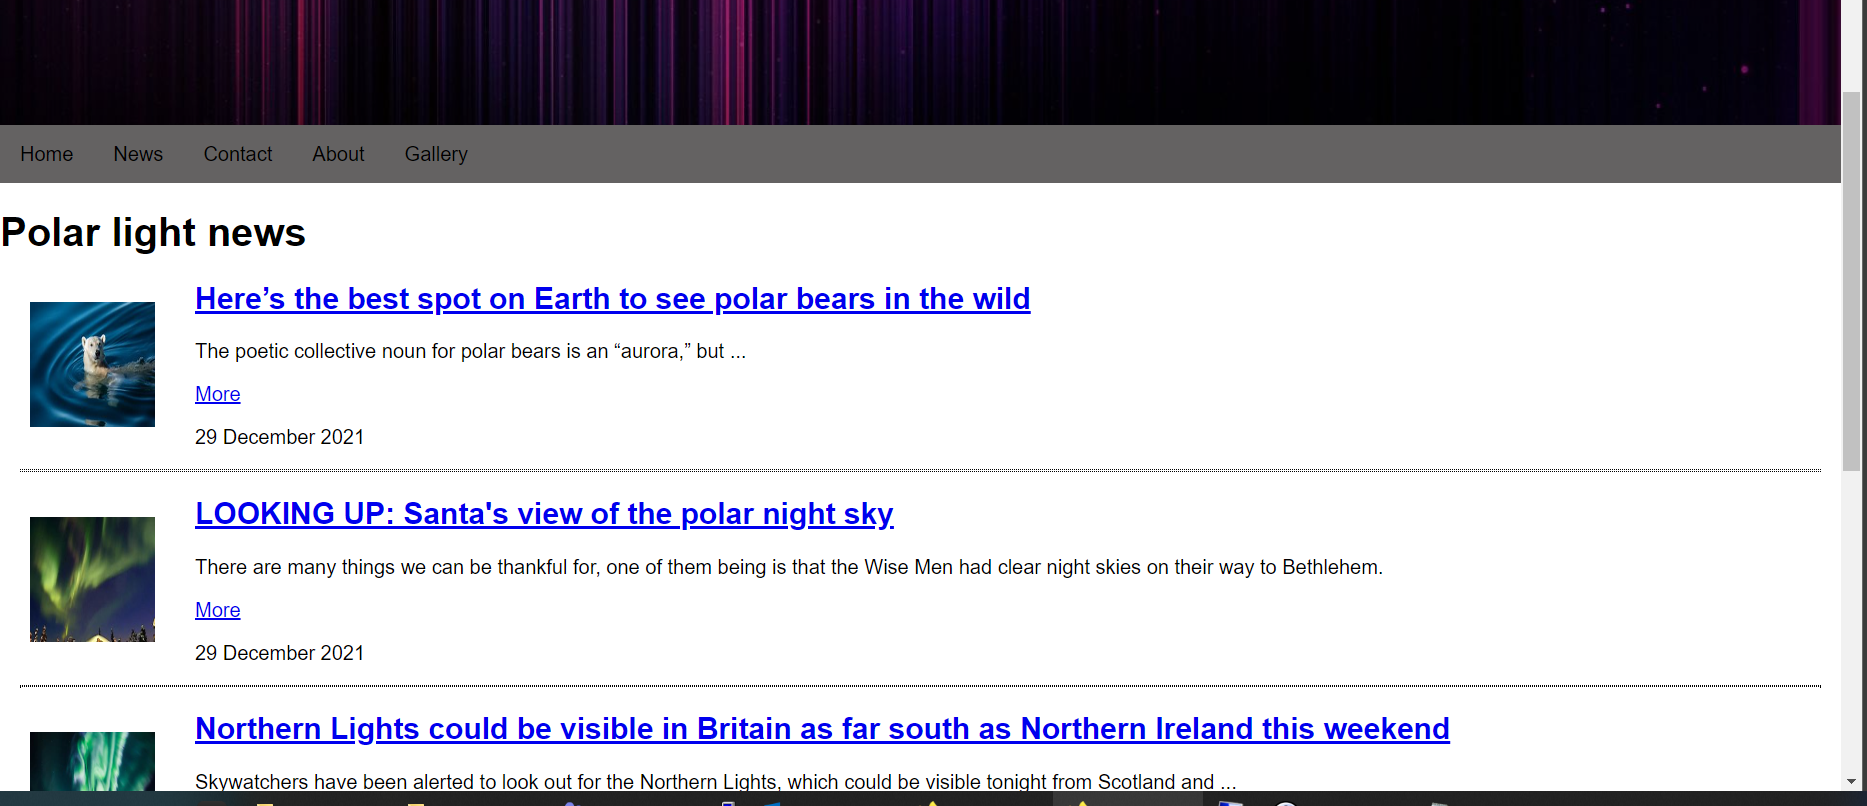 Home News Contact About Gallery
Polar light news
Here’s the best spot on Earth to see polar bears in the wild
The poetic collective noun for polar bears is an “aurora,” but ...
More
29 December 2021
LOOKING UP: Santa's view of the polar night sky
There are many things we can be thankful for, one of them being is that the Wise Men had clear night skies on their way to Bethlehem.
More
29 December 2021
Northern Lights could be visible in Britain as far south as Northern Ireland this weekend
Skywatchers have been alerted to look out for the Northern Lights, which could be visible tonight from Scotland and ...